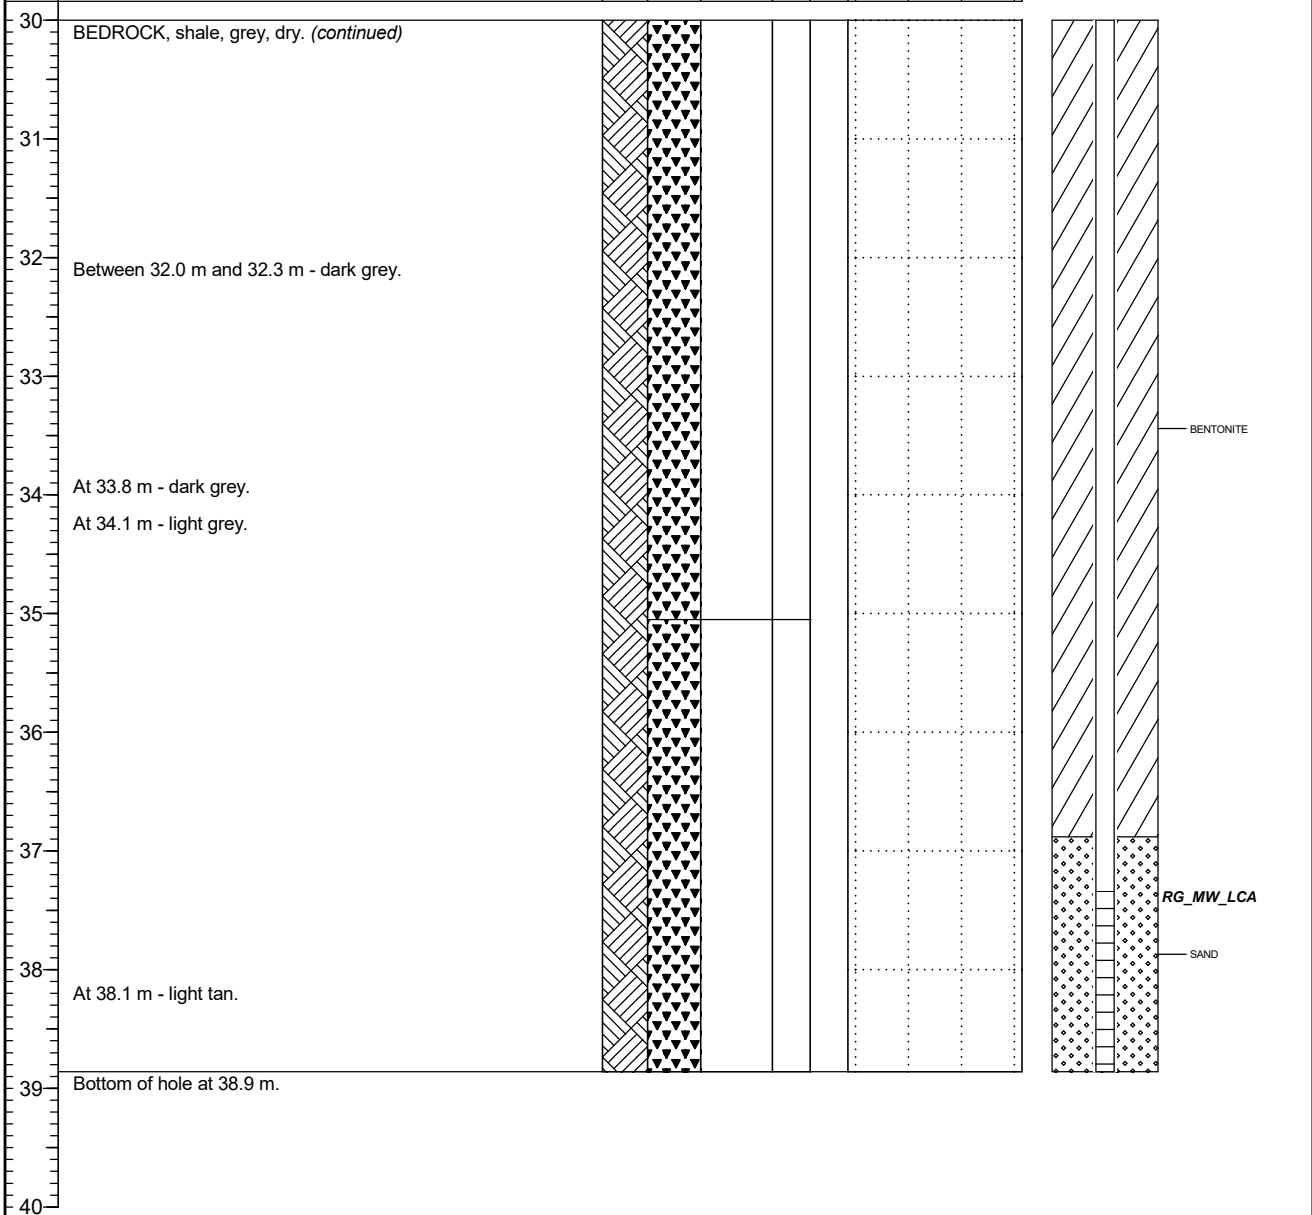 30
BEDROCK, shale, grey, dry. (continued)
31
32
Between 32.0 m and 32.3 m - dark grey.
33
BENTONITE
34
At 33.8 m - dark grey.
At 34.1 m - light grey.
35
36
37
RG_MW_LCA
SAND
38
At 38.1 m - light tan.
39
Bottom of hole at 38.9 m.
40